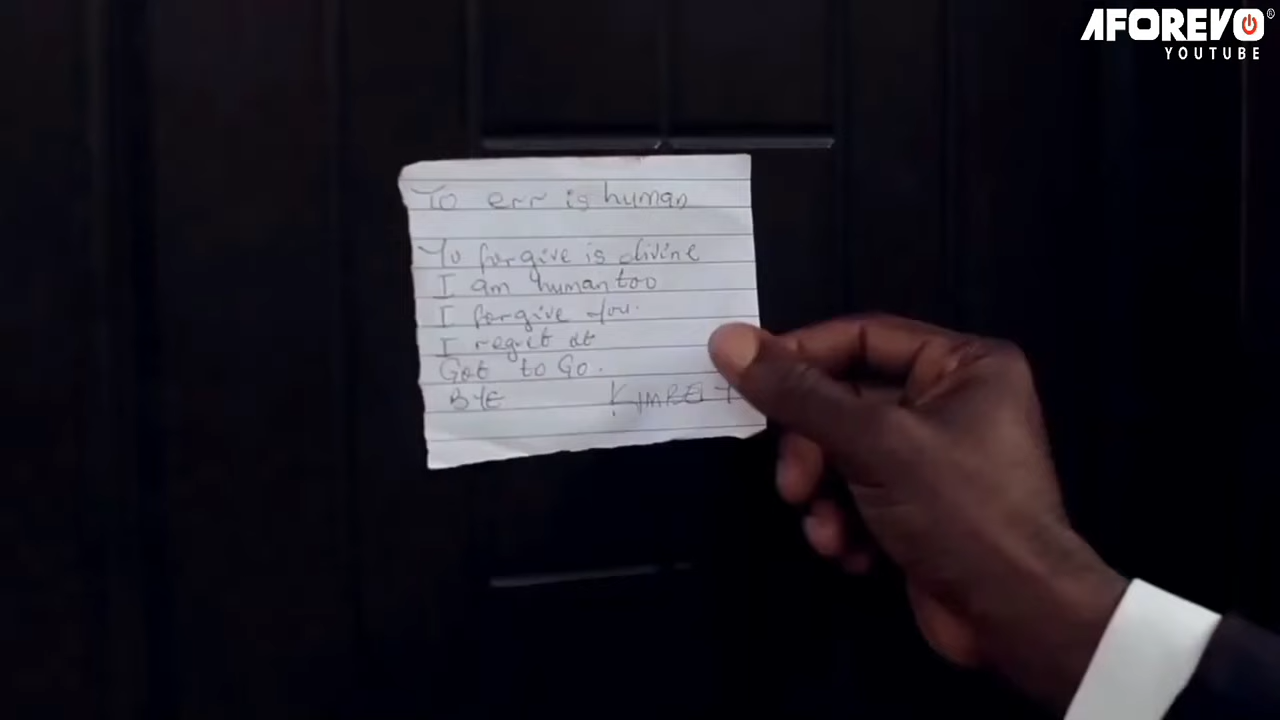 AFOREVO®
YOUTUBE
To err is human
To forgive is divine
I am human too
I forgive you.
I regret it
Got to Go.
BYE KIMBELY